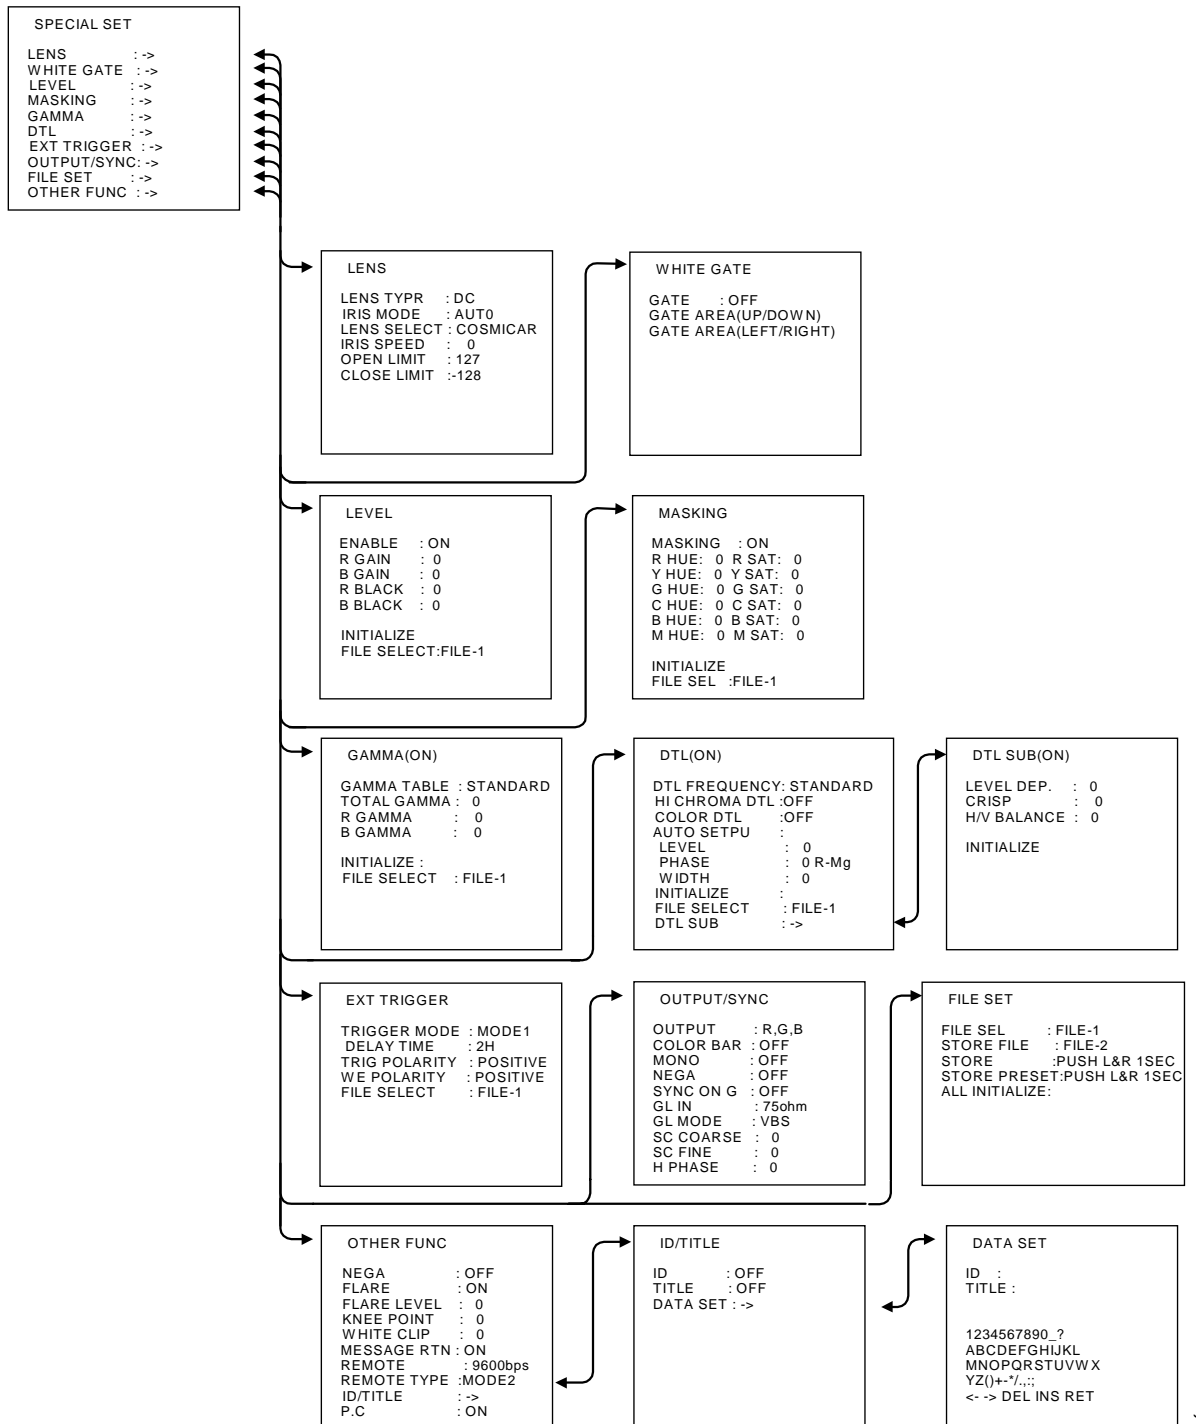 SPECIAL SET
LENS : ->
WHITE GATE : ->
LEVEL : ->
MASKING : ->
GAMMA : ->
DTL : ->
EXT TRIGGER : ->
OUTPUT/SYNC: ->
FILE SET : ->
OTHER FUNC : ->
LENS
LENS TYPR : DC
IRIS MODE : AUT0
LENS SELECT : COSMICAR
IRIS SPEED : 0
OPEN LIMIT : 127
CLOSE LIMIT :-128
WHITE GATE
GATE : OFF
GATE AREA(UP/DOWN)
GATE AREA(LEFT/RIGHT)
LEVEL
ENABLE : ON
R GAIN : 0
B GAIN : 0
R BLACK : 0
B BLACK : 0
INITIALIZE
FILE SELECT:FILE-1
MASKING
MASKING : ON
R HUE: 0 R SAT: 0
Y HUE: 0 Y SAT: 0
G HUE: 0 G SAT: 0
C HUE: 0 C SAT: 0
B HUE: 0 B SAT: 0
M HUE: 0 M SAT: 0
INITIALIZE
FILE SEL :FILE-1
GAMMA(ON)
GAMMA TABLE : STANDARD
TOTAL GAMMA : 0
R GAMMA : 0
B GAMMA : 0
INITIALIZE :
FILE SELECT : FILE-1
DTL(ON)
DTL FREQUENCY: STANDARD
HI CHROMA DTL :OFF
COLOR DTL :OFF
AUTO SETPU :
LEVEL : 0
PHASE : 0 R-Mg
WIDTH : 0
INITIALIZE :
FILE SELECT : FILE-1
DTL SUB : ->
DTL SUB(ON)
LEVEL DEP. : 0
CRISP : 0
H/V BALANCE : 0
INITIALIZE
EXT TRIGGER
TRIGGER MODE : MODE1
DELAY TIME : 2H
TRIG POLARITY : POSITIVE
WE POLARITY : POSITIVE
FILE SELECT : FILE-1
OUTPUT/SYNC
OUTPUT : R,G,B
COLOR BAR : OFF
MONO : OFF
NEGA : OFF
SYNC ON G : OFF
GL IN : 75ohm
GL MODE : VBS
SC COARSE : 0
SC FINE : 0
H PHASE : 0
FILE SET
FILE SEL : FILE-1
STORE FILE : FILE-2
STORE :PUSH L&R 1SEC
STORE PRESET:PUSH L&R 1SEC
ALL INITIALIZE:
OTHER FUNC
NEGA : OFF
FLARE : ON
FLARE LEVEL : 0
KNEE POINT : 0
WHITE CLIP : 0
MESSAGE RTN : ON
REMOTE : 9600bps
REMOTE TYPE :MODE2
ID/TITLE : ->
P.C : ON
ID/TITLE
ID : OFF
TITLE : OFF
DATA SET : ->
DATA SET
ID :
TITLE :
1234567890_?
ABCDEFGHIJKL
MNOPQRSTUVWX
YZ()+-*/.,:;
<- -> DEL INS RET